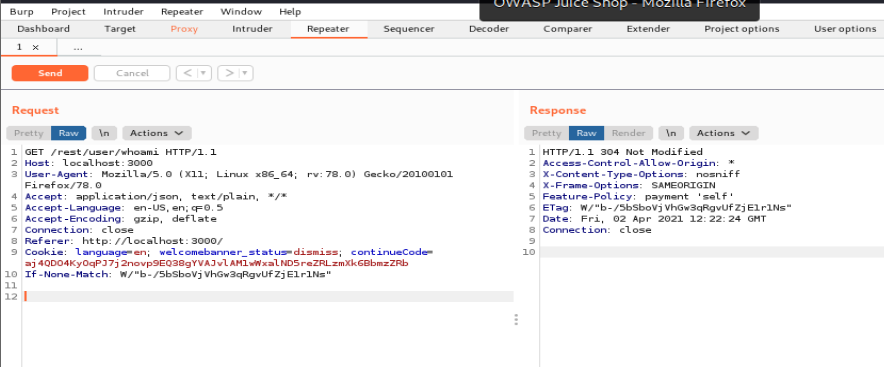 OWASP Juice Shop - Mozilla Firefox
Burp Project Intruder Repeater Window Help
Dashboard Target Proxy Intruder Repeater Sequencer Decoder Comparer Extender Project options User options
1 × ...
Send Cancel < > 
Request
Pretty Raw \n Actions
1 GET /rest/user/whoami HTTP/1.1
2 Host: localhost:3000
3 User-Agent: Mozilla/5.0 (X11; Linux x86_64; rv:78.0) Gecko/20100101
Firefox/78.0
4 Accept: application/json, text/plain, */*
5 Accept-Language: en-US,en;q=0.5
6 Accept-Encoding: gzip, deflate
7 Connection: close
8 Referer: http://localhost:3000/
9 Cookie: language=en; welcomebanner_status=dismiss; continueCode=
10 If-None-Match: W/"b-/5bSboVjVhGw3qRgvUfZjE1r1Ns"
11
12
Response
Pretty Raw Render \n Actions
1 HTTP/1.1 304 Not Modified
2 Access-Control-Allow-Origin: *
3 X-Content-Type-Options: nosniff
4 X-Frame-Options: SAMEORIGIN
5 Feature-Policy: payment 'self'
6 ETag: W/"b-/5bSboVjVhGw3qRgvUfZjE1r1Ns"
7 Date: Fri, 02 Apr 2021 12:22:24 GMT
8 Connection: close
9
10